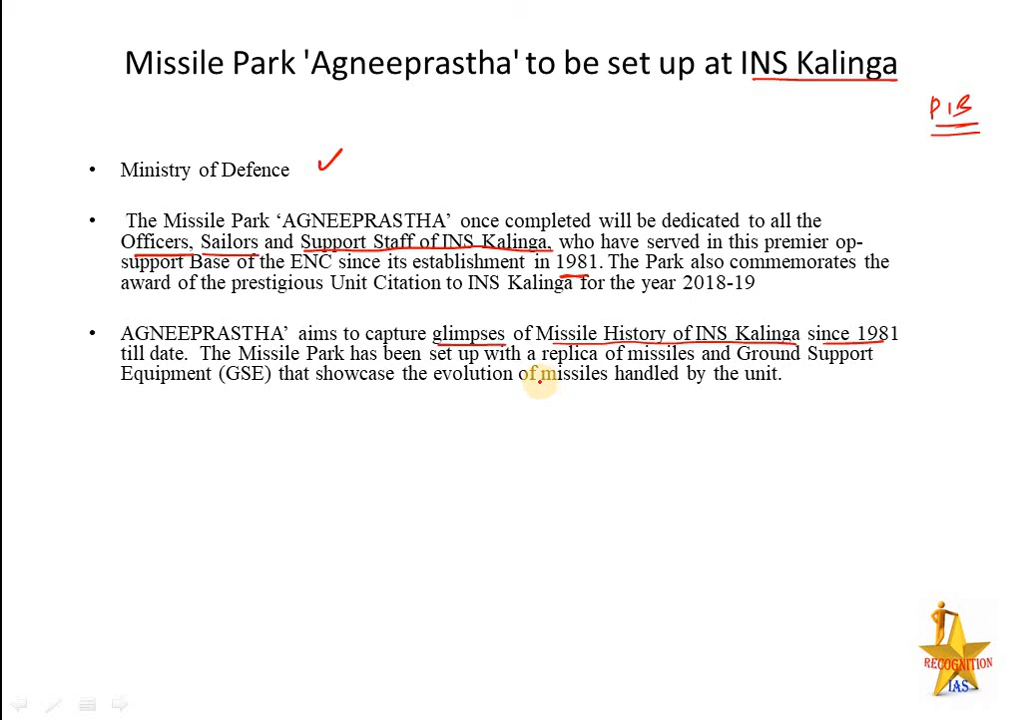 Missile Park 'Agneeprastha' to be set up at INS Kalinga
PIB
• Ministry of Defence
• The Missile Park ‘AGNEEPRASTHA’ once completed will be dedicated to all the
Officers, Sailors and Support Staff of INS Kalinga, who have served in this premier op-
support Base of the ENC since its establishment in 1981. The Park also commemorates the
award of the prestigious Unit Citation to INS Kalinga for the year 2018-19
• AGNEEPRASTHA’ aims to capture glimpses of Missile History of INS Kalinga since 1981
till date. The Missile Park has been set up with a replica of missiles and Ground Support
Equipment (GSE) that showcase the evolution of missiles handled by the unit.
RECOGNITION
IAS